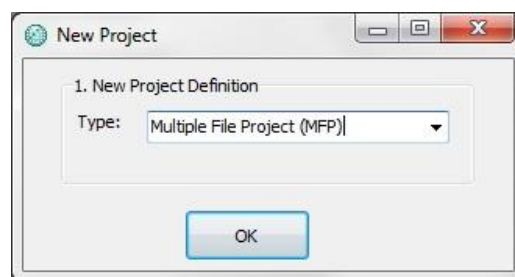 New Project
1. New Project Definition
Type: Multiple File Project (MFP)
OK